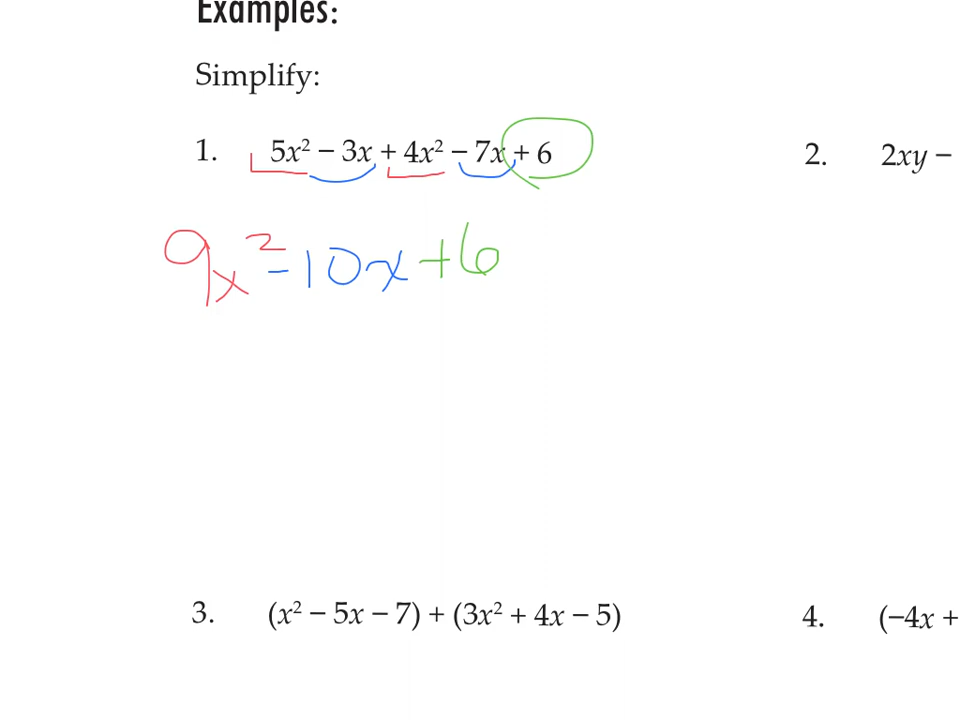 Examples:
Simplify:
1. 5x² − 3x + 4x² − 7x + 6
2. 2xy −
9x² - 10x + 6
3. (x² − 5x − 7) + (3x² + 4x − 5)
4. (−4x +